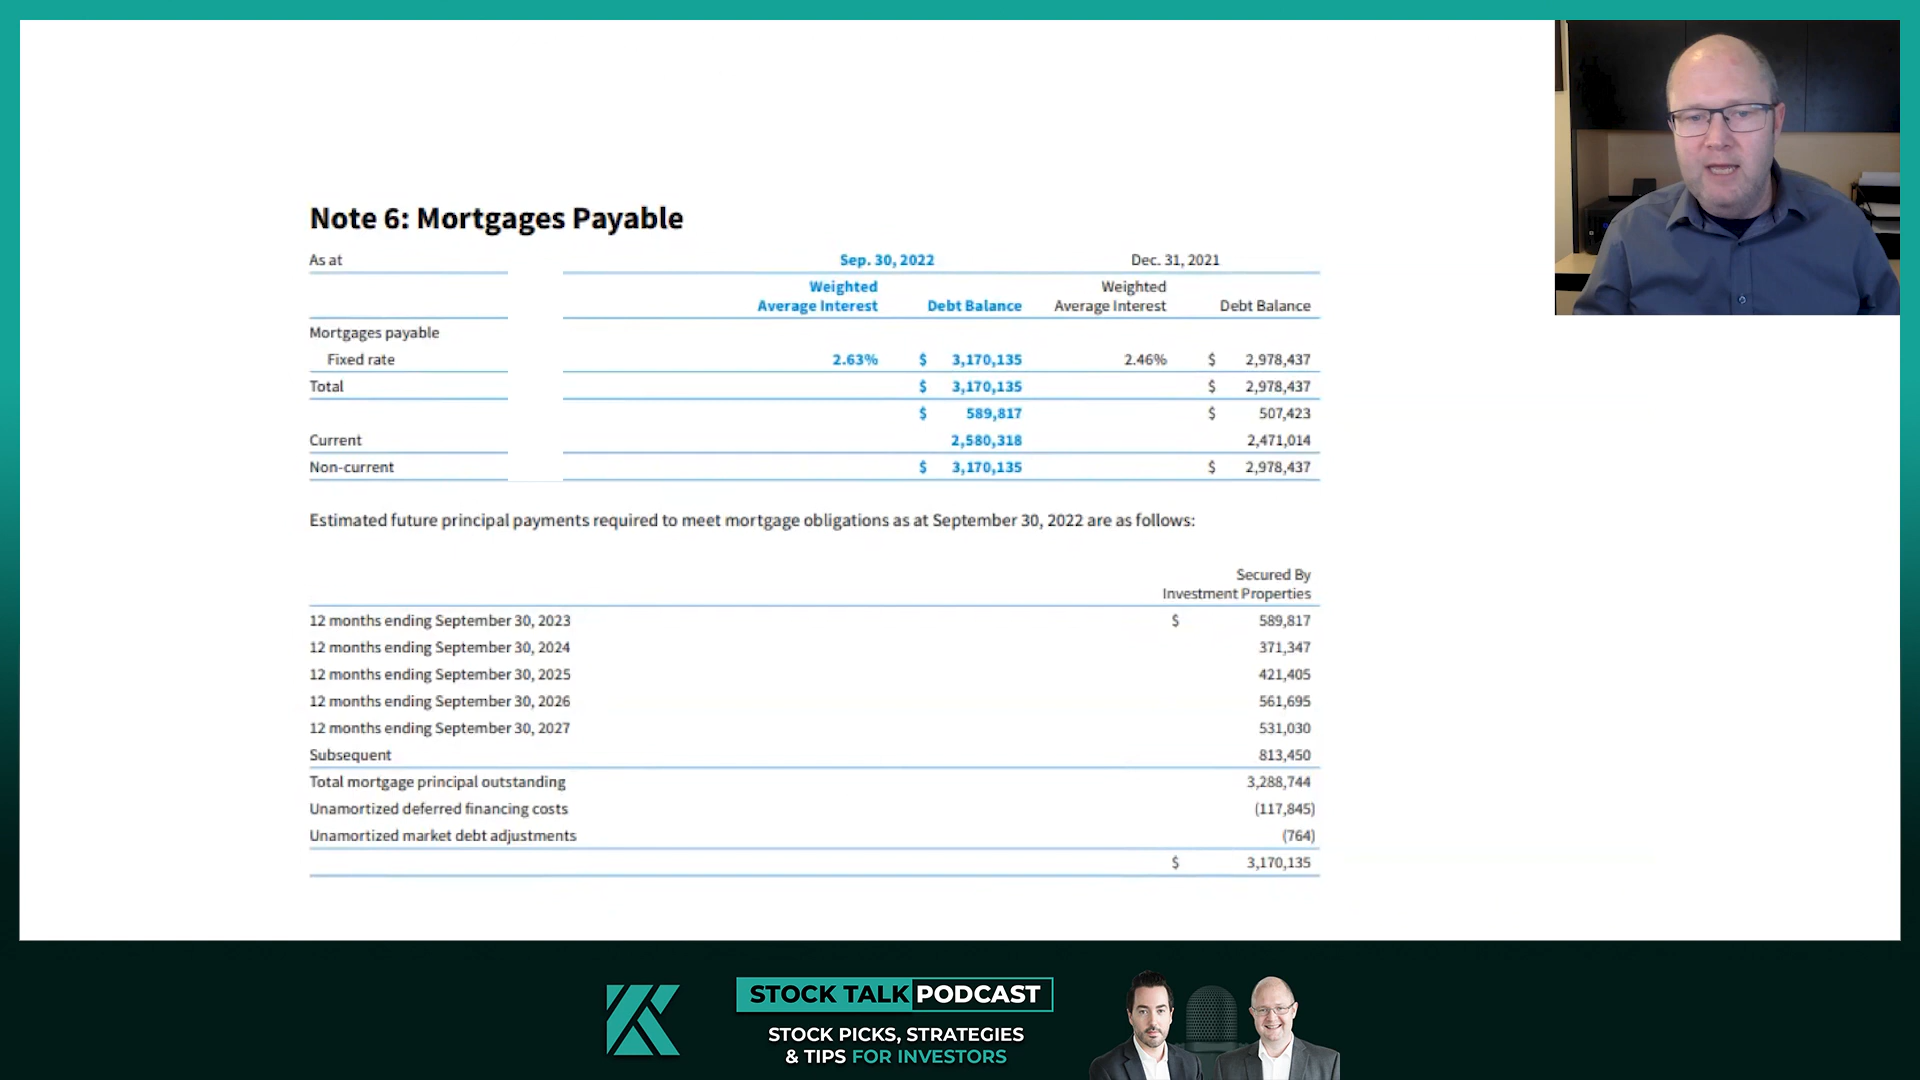 Note 6: Mortgages Payable
As at Sep. 30, 2022 Dec. 31, 2021
Weighted Weighted
Average Interest Debt Balance Average Interest Debt Balance
Mortgages payable
Fixed rate 2.63% $ 3,170,135 2.46% $ 2,978,437
Total $ 3,170,135 $ 2,978,437
$ 589,817 $ 507,423
Current 2,580,318 2,471,014
Non-current $ 3,170,135 $ 2,978,437
Estimated future principal payments required to meet mortgage obligations as at September 30, 2022 are as follows:
Secured By
Investment Properties
12 months ending September 30, 2023 $ 589,817
12 months ending September 30, 2024 371,347
12 months ending September 30, 2025 421,405
12 months ending September 30, 2026 561,695
12 months ending September 30, 2027 531,030
Subsequent 813,450
Total mortgage principal outstanding 3,288,744
Unamortized deferred financing costs (117,845)
Unamortized market debt adjustments (764)
$ 3,170,135
STOCK TALK PODCAST
STOCK PICKS, STRATEGIES
& TIPS FOR INVESTORS